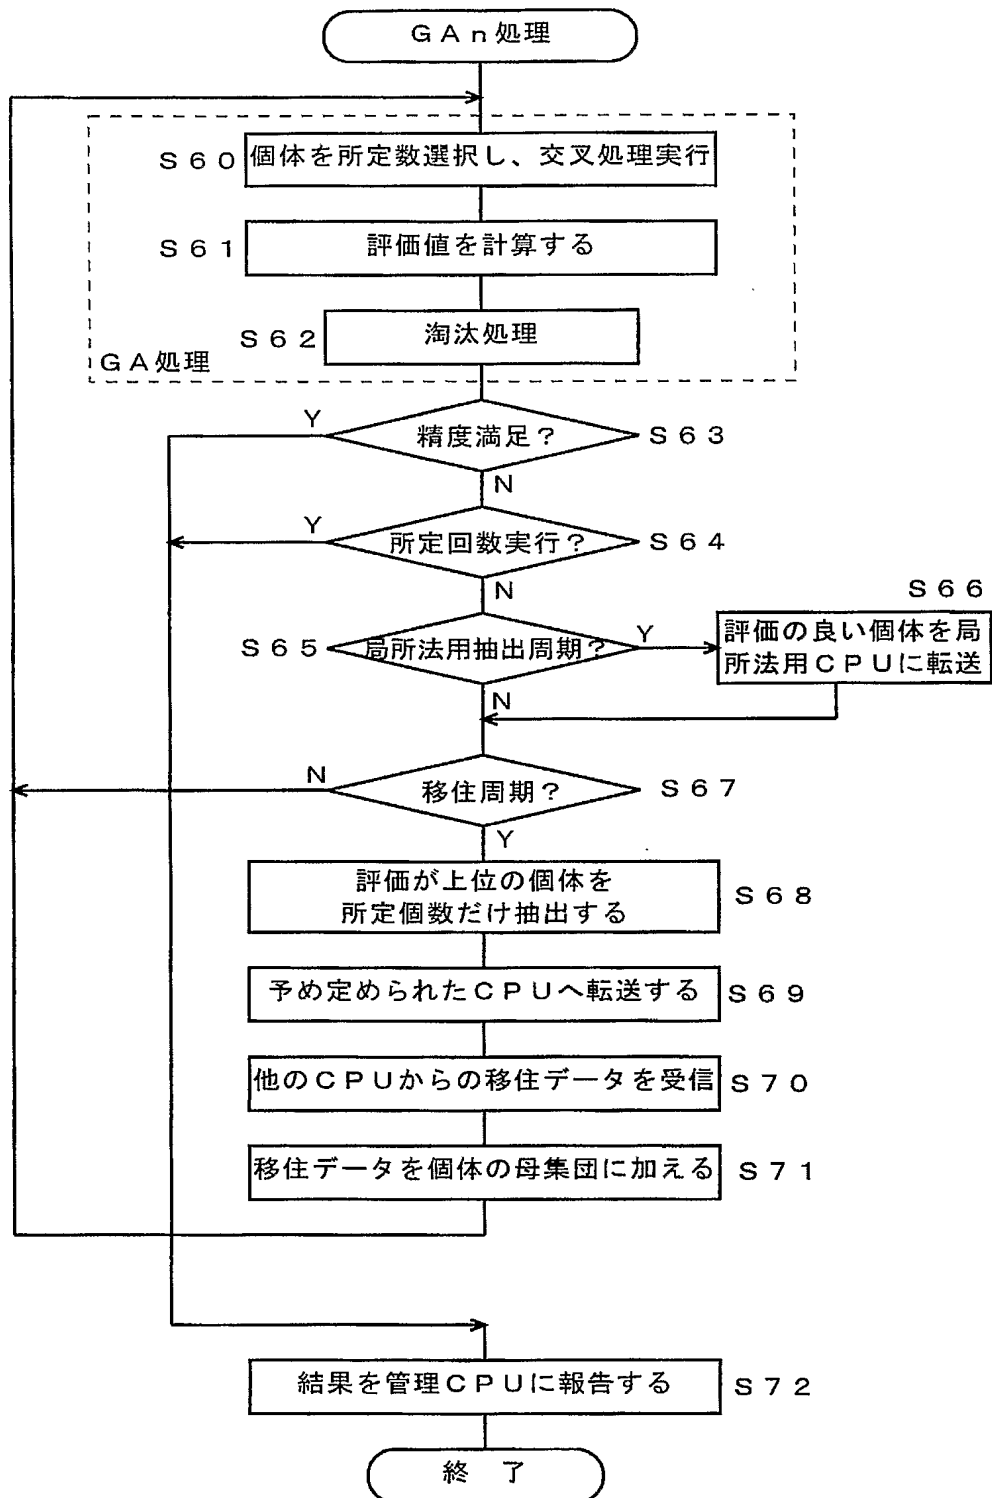 GAn処理
S60
個体を所定数選択し、交叉処理実行
S61
評価値を計算する
S62
淘汰処理
GA処理
Y
精度満足?
S63
N
Y
所定回数実行?
S64
N
S65
局所法用抽出周期?
Y
S66
評価の良い個体を局
所法用CPUに転送
N
N
移住周期?
S67
Y
評価が上位の個体を
所定個数だけ抽出する
S68
予め定められたCPUへ転送する
S69
他のCPUからの移住データを受信
S70
移住データを個体の母集団に加える
S71
結果を管理CPUに報告する
S72
終 了